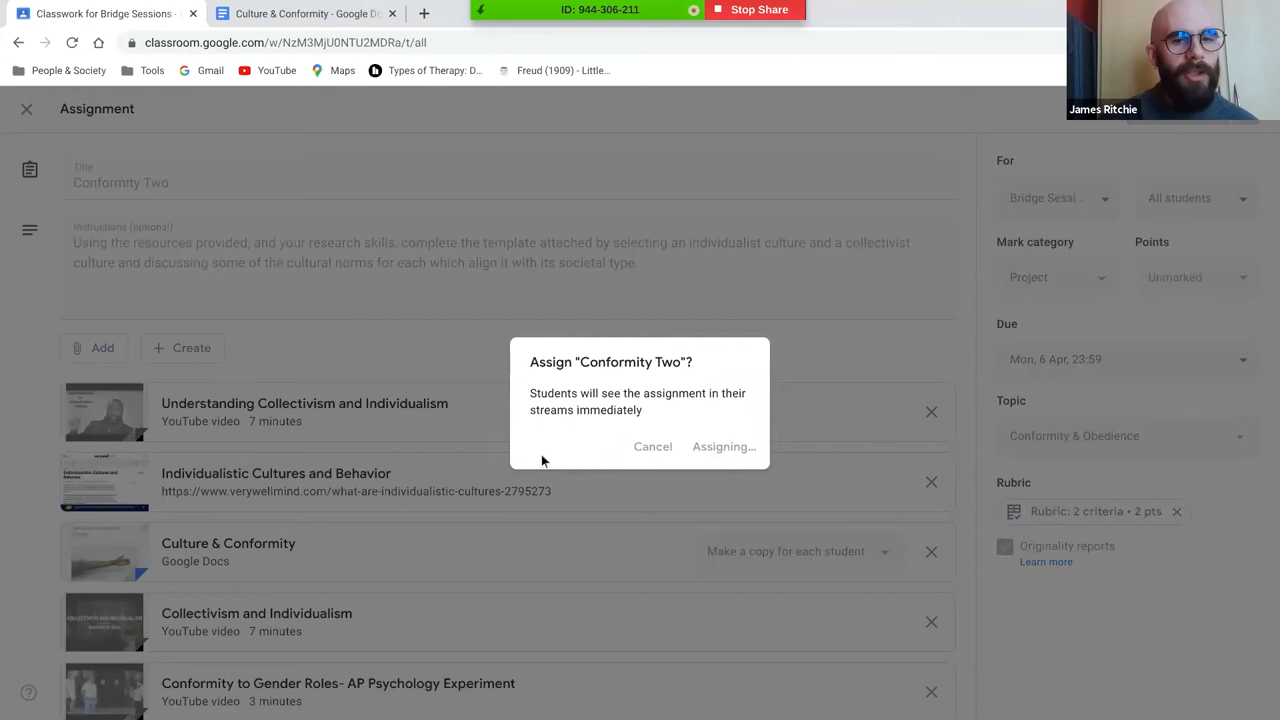 Classwork for Bridge Sessions
Culture & Conformity - Google De
ID: 944-306-211
Stop Share
classroom.google.com/w/NzM3MjU0NTU2MDRa/t/all
People & Society
Tools
Gmail
YouTube
Maps
Types of Therapy: D...
Freud (1909) - Little...
James Ritchie
Assignment
Title
Conformity Two
Instructions (optional)
Using the resources provided, and your research skills, complete the template attached by selecting an individualist culture and a collectivist
culture and discussing some of the cultural norms for each which align it with its societal type.
Add
Create
Understanding Collectivism and Individualism
YouTube video 7 minutes
Individualistic Cultures and Behavior
https://www.verywellmind.com/what-are-individualistic-cultures-2795273
Culture & Conformity
Google Docs
Make a copy for each student
Collectivism and Individualism
YouTube video 7 minutes
Conformity to Gender Roles- AP Psychology Experiment
YouTube video 3 minutes
Assign "Conformity Two"?
Students will see the assignment in their
streams immediately
Cancel
Assigning...
For
Bridge Sessi...
All students
Mark category
Points
Project
Unmarked
Due
Mon, 6 Apr, 23:59
Topic
Conformity & Obedience
Rubric
Rubric: 2 criteria • 2 pts
Originality reports
Learn more